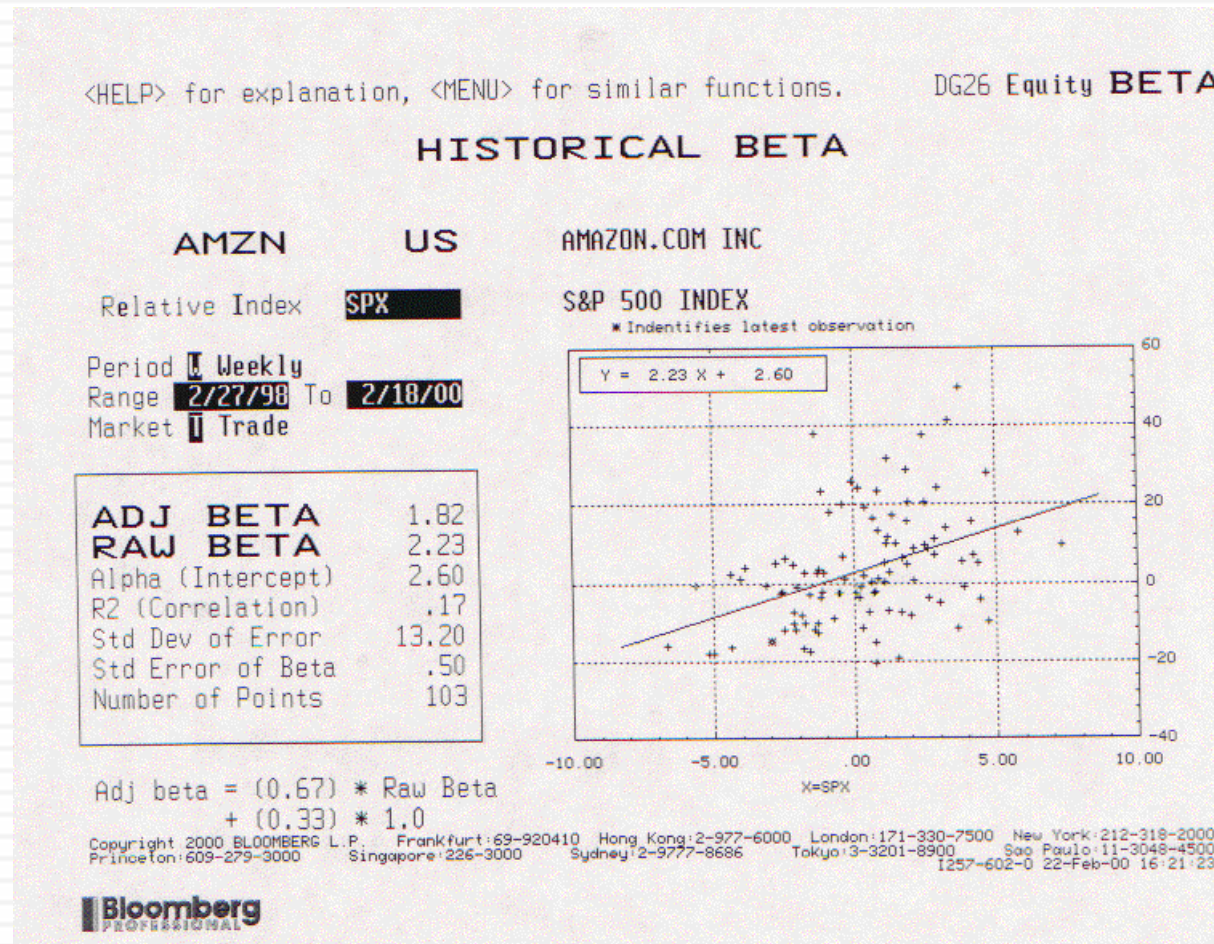 <HELP> for explanation, <MENU> for similar functions. DG26 Equity BETA
HISTORICAL BETA
AMZN US AMAZON.COM INC
Relative Index SPX S&P 500 INDEX
* Indentifies latest observation
Period W Weekly
Range 2/27/98 To 2/18/00
Market T Trade
Y = 2.23 X + 2.60
60
40
20
0
-20
-40
-10.00 -5.00 .00 5.00 10.00
X=SPX
ADJ BETA 1.82
RAW BETA 2.23
Alpha (Intercept) 2.60
R2 (Correlation) .17
Std Dev of Error 13.20
Std Error of Beta .50
Number of Points 103
Adj beta = (0.67) * Raw Beta
+ (0.33) * 1.0
Copyright 2000 BLOOMBERG L.P. Frankfurt:69-920410 Hong Kong:2-977-6000 London:171-330-7500 New York:212-318-2000
Princeton:609-279-3000 Singapore:226-3000 Sydney:2-9777-8686 Tokyo:3-3201-8900 Sao Paulo:11-3048-4500
I257-602-0 22-Feb-00 16:21:23
Bloomberg
PROFESSIONAL